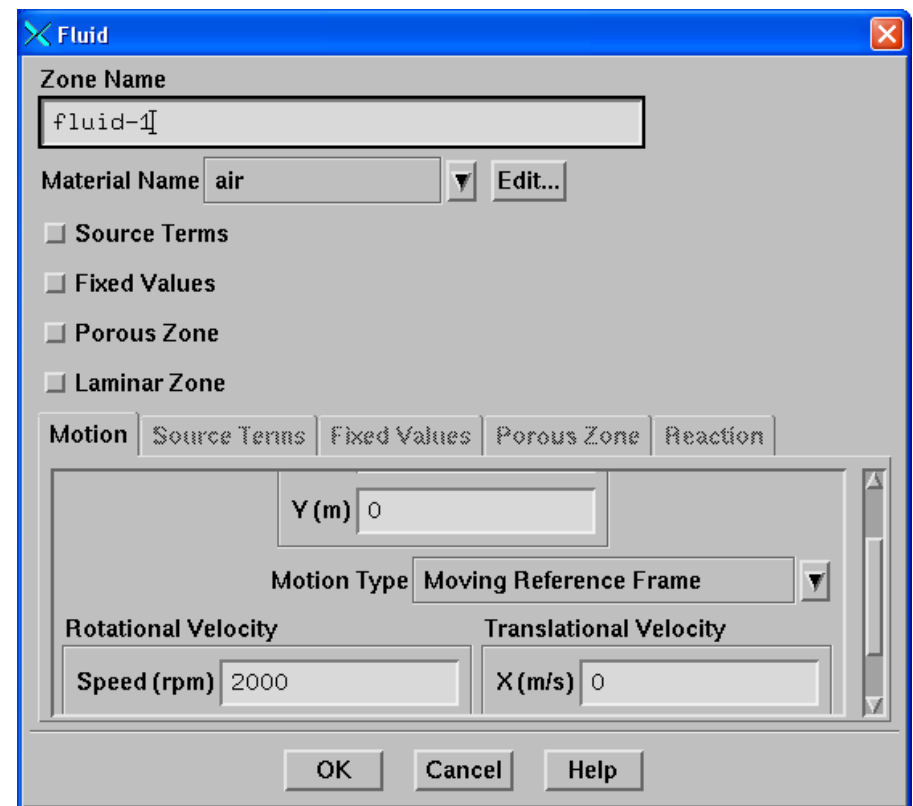 Fluid
Zone Name
fluid-1
Material Name air Edit...
Source Terms
Fixed Values
Porous Zone
Laminar Zone
Motion Source Terms Fixed Values Porous Zone Reaction
Y (m) 0
Motion Type Moving Reference Frame
Rotational Velocity Translational Velocity
Speed (rpm) 2000 X (m/s) 0
OK Cancel Help